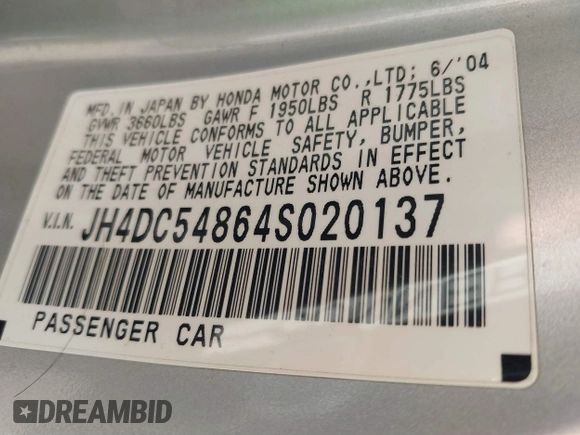 MFD. IN JAPAN BY HONDA MOTOR CO.,LTD; 6/'04
GVWR 3660LBS GAWR F 1950LBS R 1775LBS
THIS VEHICLE CONFORMS TO ALL APPLICABLE
FEDERAL MOTOR VEHICLE SAFETY, BUMPER,
AND THEFT PREVENTION STANDARDS IN EFFECT
ON THE DATE OF MANUFACTURE SHOWN ABOVE.
V.I.N. JH4DC54864S020137
PASSENGER CAR
DREAMBID